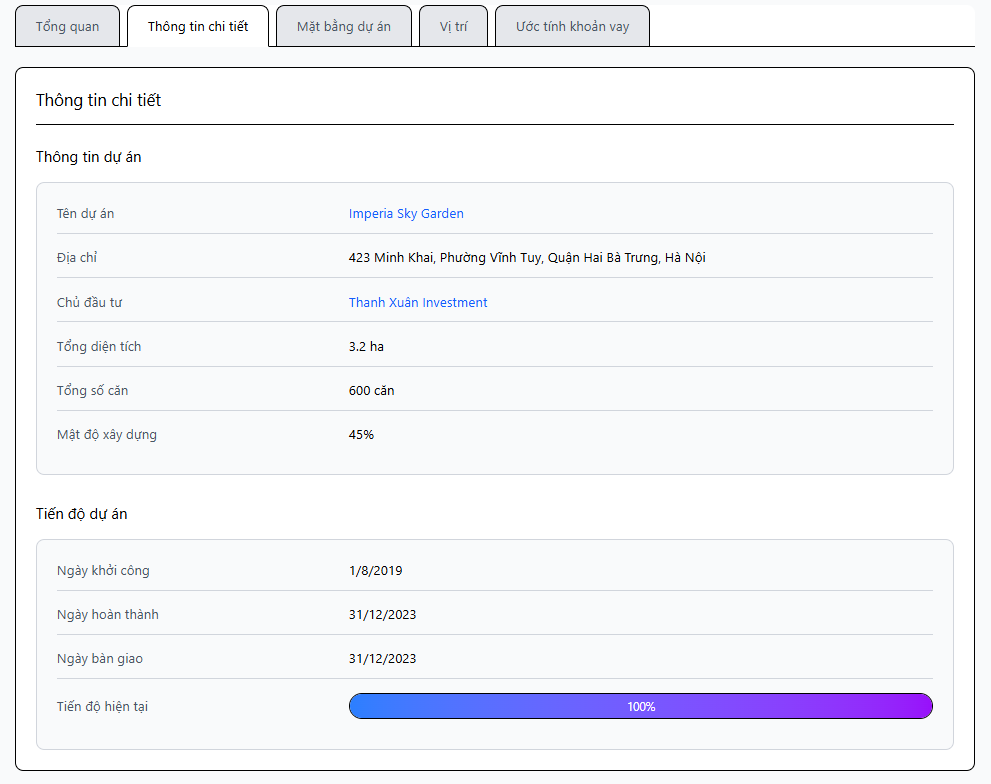 Tổng quan
Thông tin chi tiết
Mặt bằng dự án
Vị trí
Ước tính khoản vay
Thông tin chi tiết
Thông tin dự án
Tên dự án Imperia Sky Garden
Địa chỉ 423 Minh Khai, Phường Vĩnh Tuy, Quận Hai Bà Trưng, Hà Nội
Chủ đầu tư Thanh Xuân Investment
Tổng diện tích 3.2 ha
Tổng số căn 600 căn
Mật độ xây dựng 45%
Tiến độ dự án
Ngày khởi công 1/8/2019
Ngày hoàn thành 31/12/2023
Ngày bàn giao 31/12/2023
Tiến độ hiện tại 100%